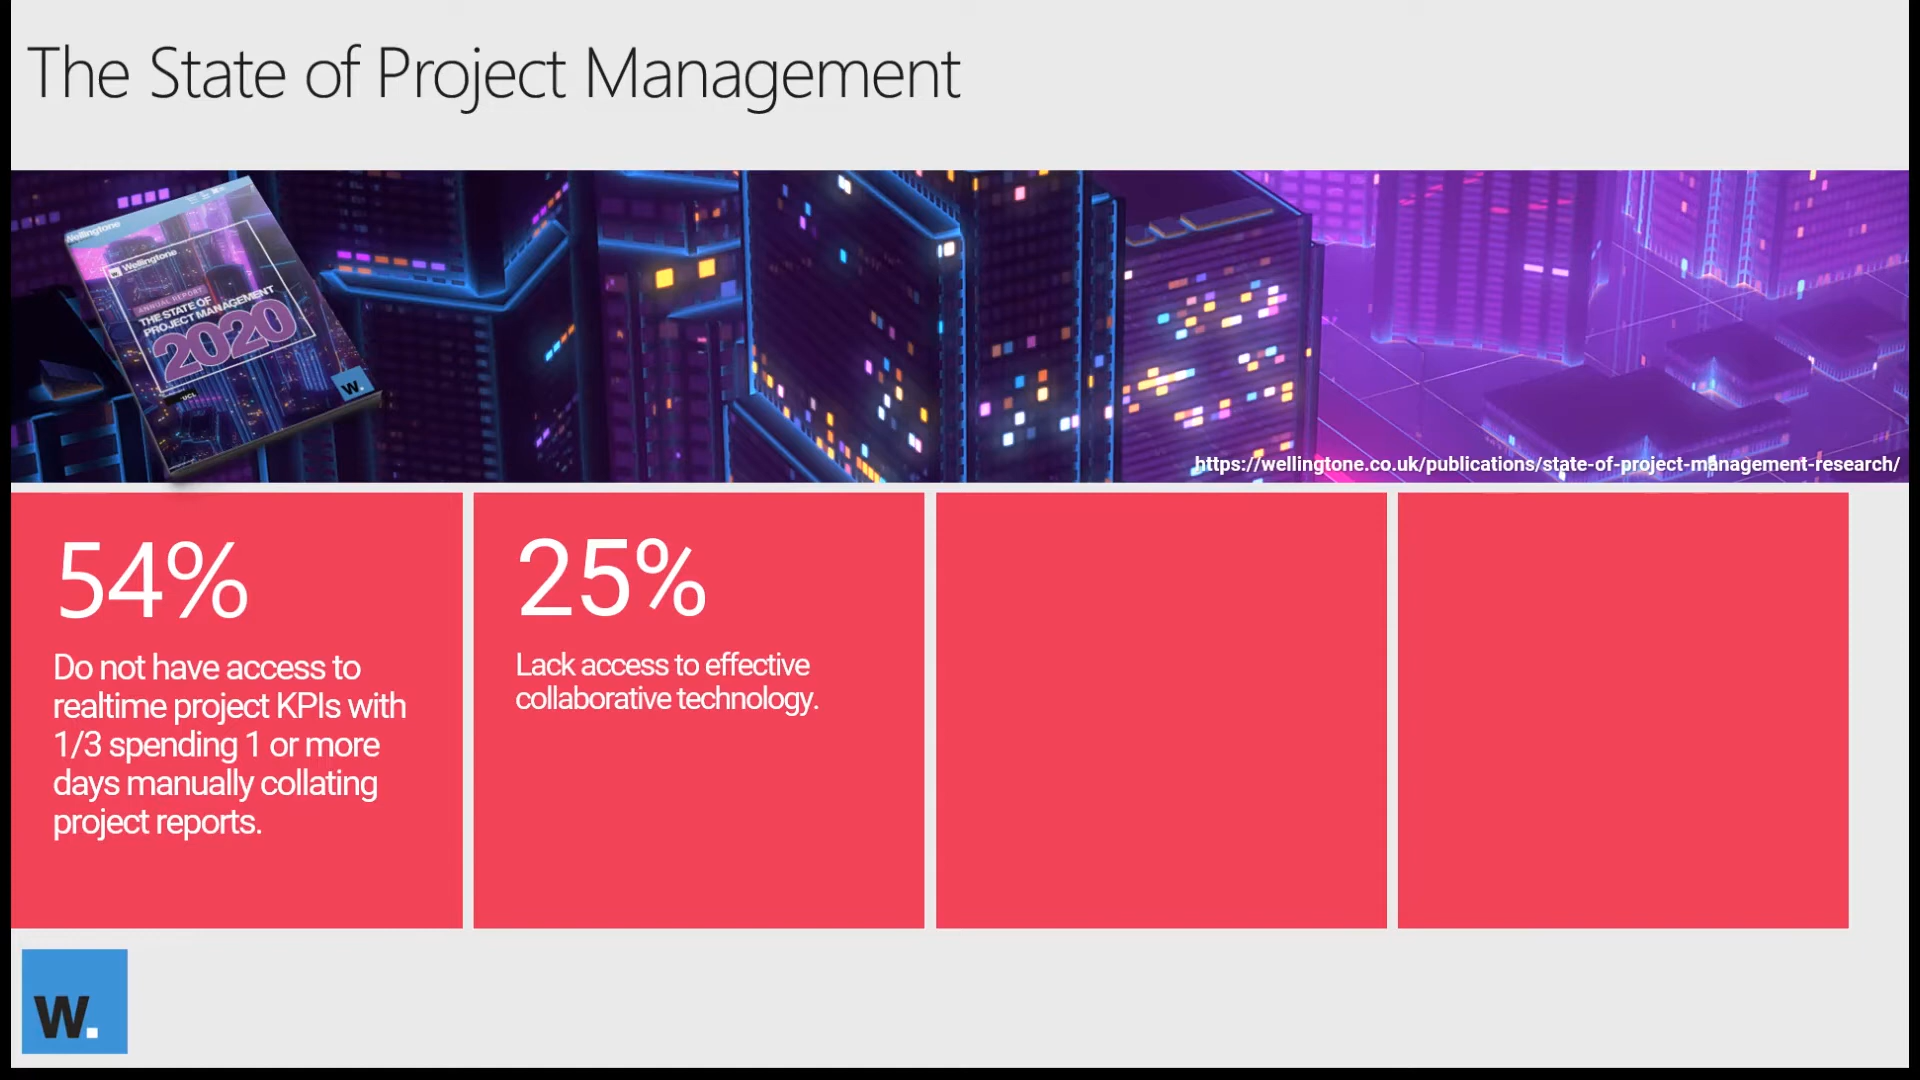 The State of Project Management
Wellingtone
Wellingtone
ANNUAL REPORT
THE STATE OF
PROJECT MANAGEMENT
2020
UCL
W.
https://wellingtone.co.uk/publications/state-of-project-management-research/
54%
Do not have access to
realtime project KPIs with
1/3 spending 1 or more
days manually collating
project reports.
25%
Lack access to effective
collaborative technology.
W.